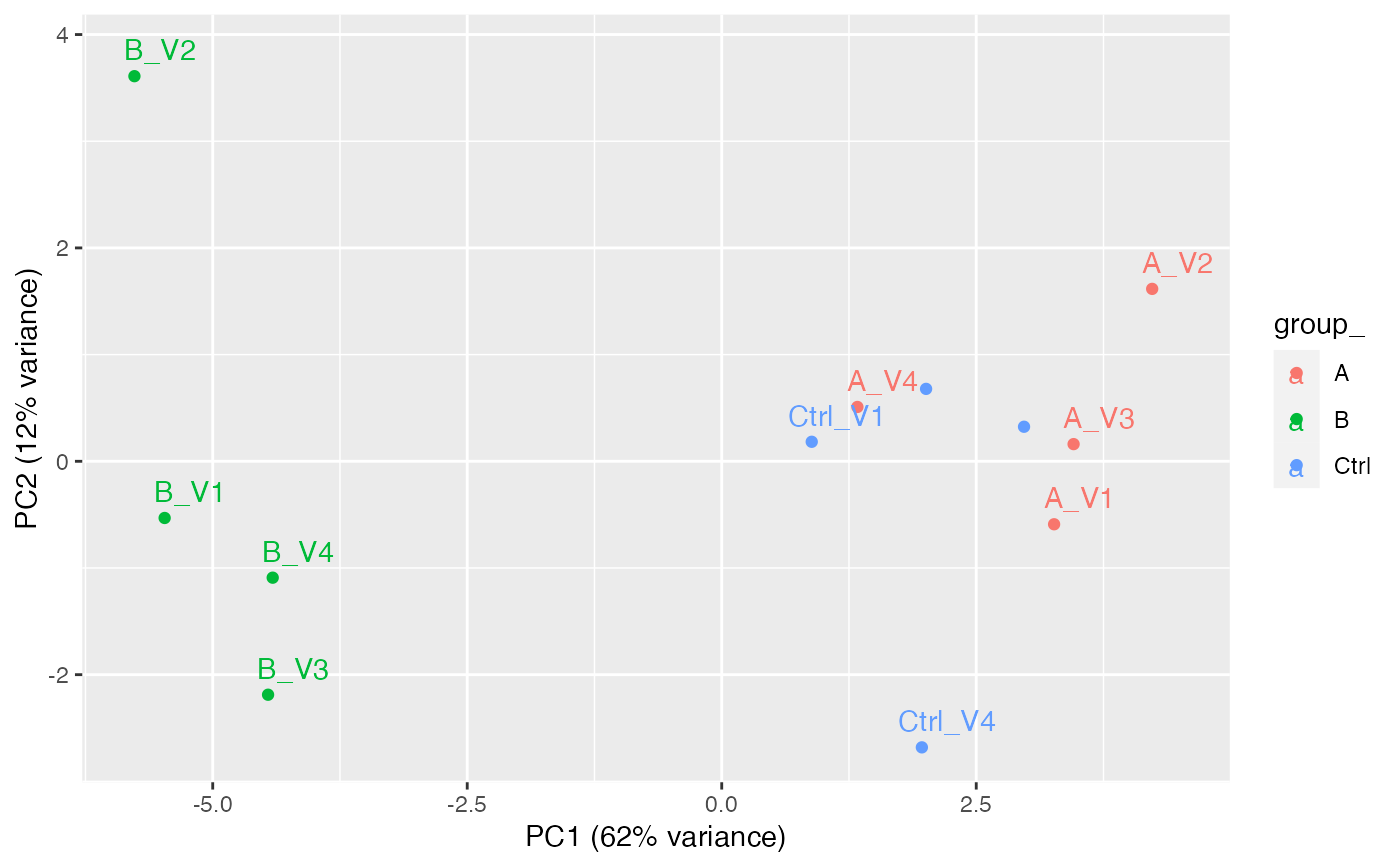 4
B_V2
2
A_V2
A_V4
Ctrl_V1
A_V3
0
B_V1
A_V1
B_V4
B_V3
-2
Ctrl_V4
-5.0
-2.5
0.0
2.5
PC1 (62% variance)
PC2 (12% variance)
group_
a A
a B
a Ctrl